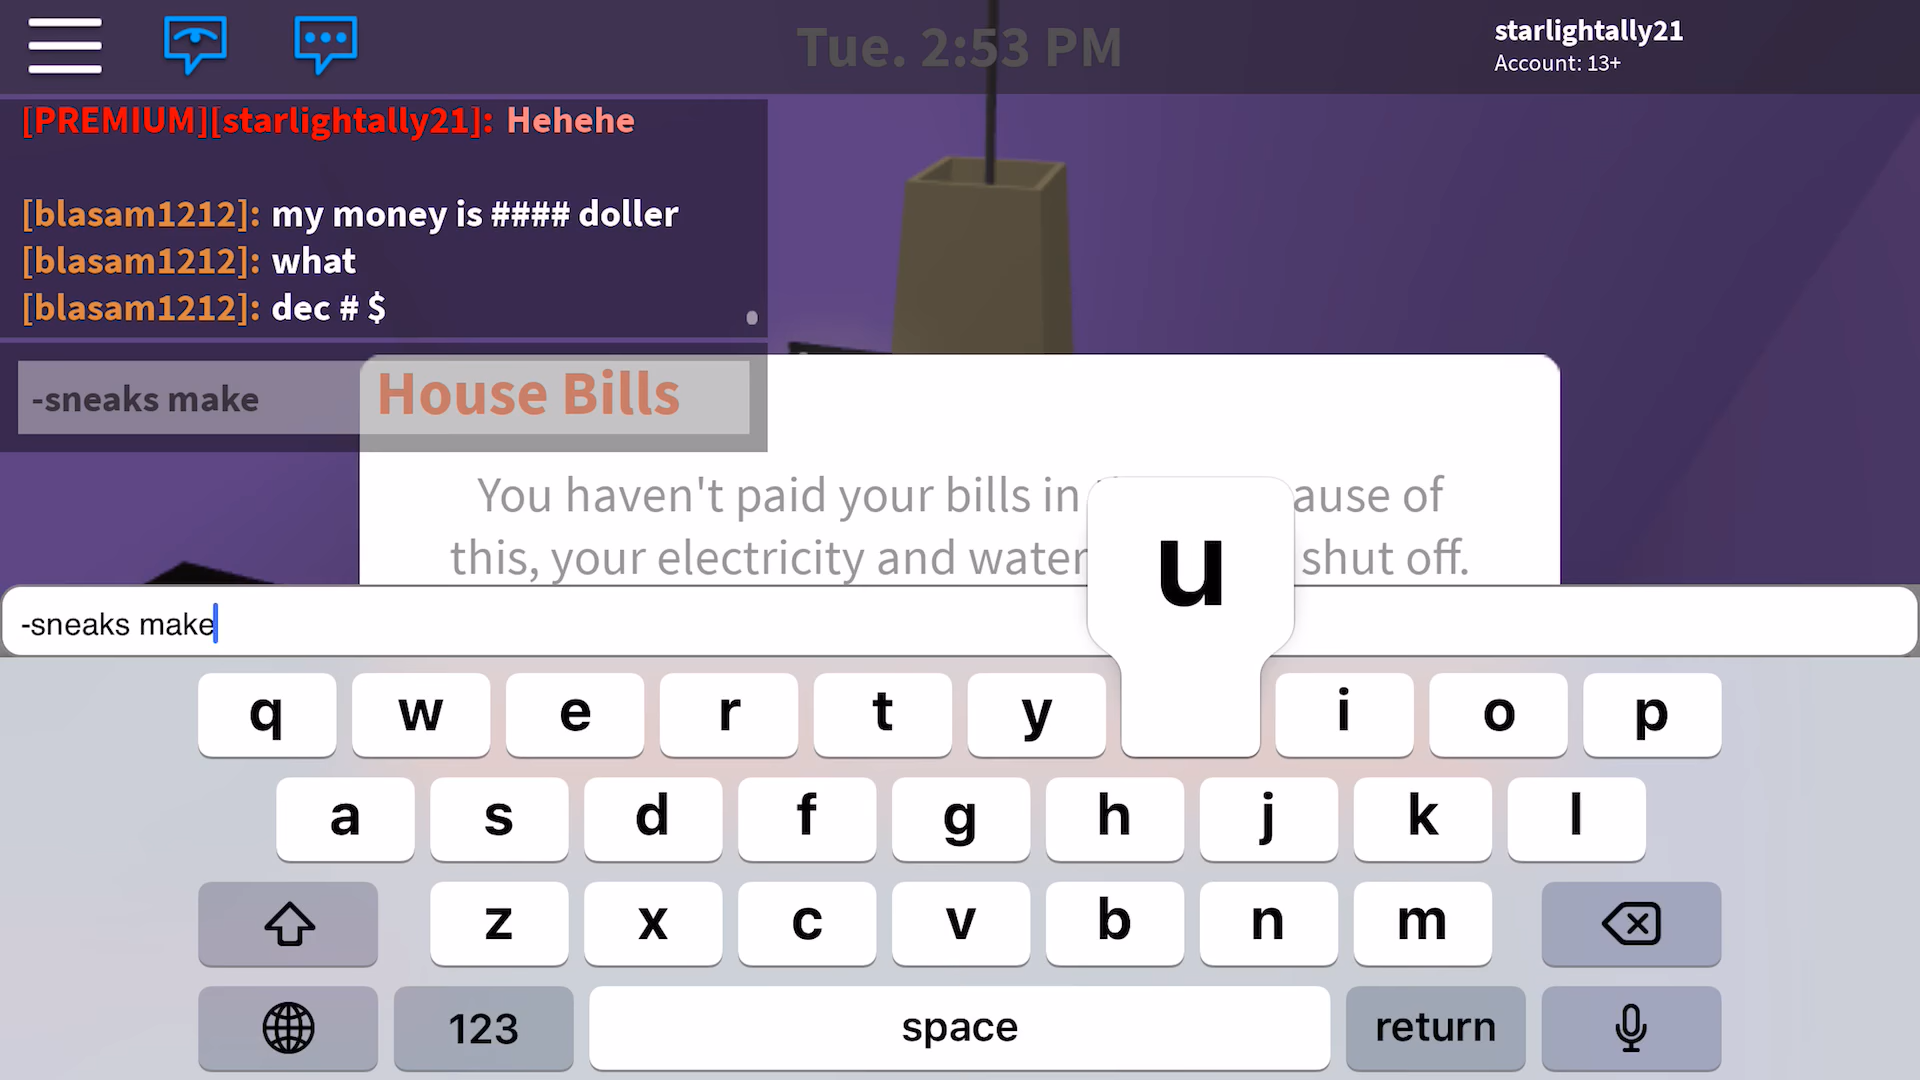 Tue. 2:53 PM
starlightally21
Account: 13+
[PREMIUM][starlightally21]: Hehehe
[blasam1212]: my money is #### doller
[blasam1212]: what
[blasam1212]: dec # $
-sneaks make
House Bills
You haven't paid your bills in ause of
this, your electricity and water shut off.
-sneaks make
u
q w e r t y i o p
a s d f g h j k l
z x c v b n m
123 space return